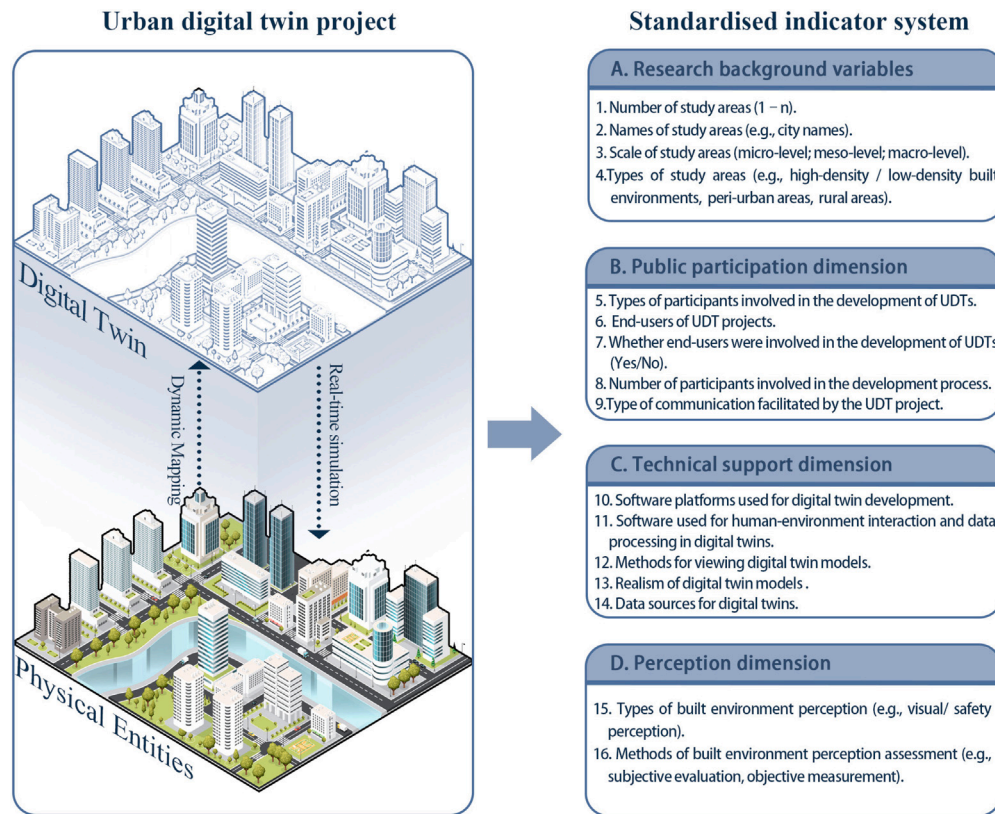 Urban digital twin project
Digital Twin
Dynamic Mapping
Real-time simulation
Physical Entities
Standardised indicator system
A. Research background variables
1. Number of study areas (1 – n).
2. Names of study areas (e.g., city names).
3. Scale of study areas (micro-level; meso-level; macro-level).
4.Types of study areas (e.g., high-density / low-density built
environments, peri-urban areas, rural areas).
B. Public participation dimension
5. Types of participants involved in the development of UDTs.
6. End-users of UDT projects.
7. Whether end-users were involved in the development of UDTs
(Yes/No).
8. Number of participants involved in the development process.
9.Type of communication facilitated by the UDT project.
C. Technical support dimension
10. Software platforms used for digital twin development.
11. Software used for human-environment interaction and data
processing in digital twins.
12. Methods for viewing digital twin models.
13. Realism of digital twin models .
14. Data sources for digital twins.
D. Perception dimension
15. Types of built environment perception (e.g., visual/ safety
perception).
16. Methods of built environment perception assessment (e.g.,
subjective evaluation, objective measurement).